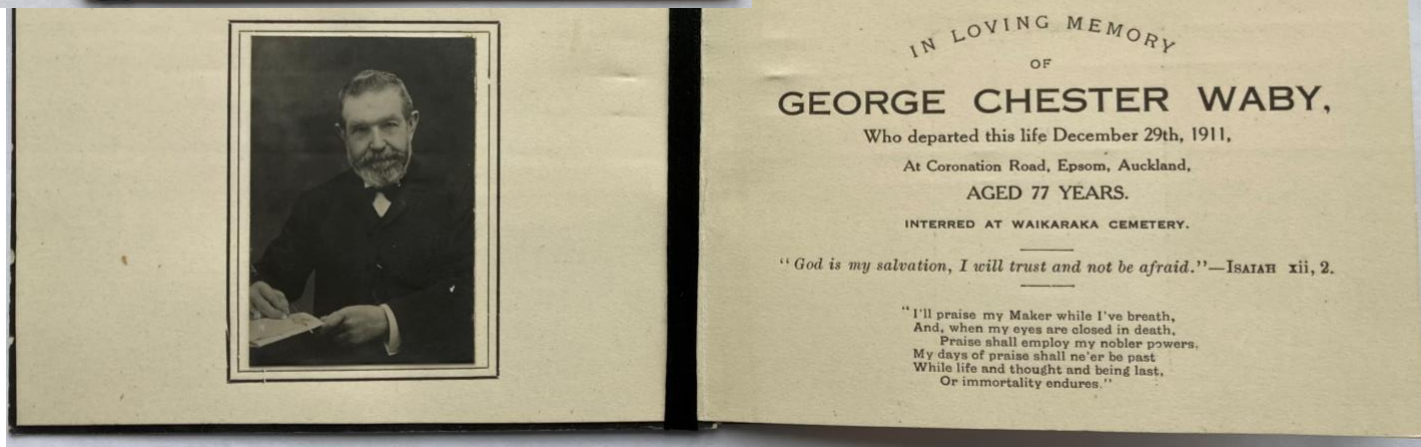 IN LOVING MEMORY
OF
GEORGE CHESTER WABY,
Who departed this life December 29th, 1911,
At Coronation Road, Epsom, Auckland,
AGED 77 YEARS.
INTERRED AT WAIKARAKA CEMETERY.
"God is my salvation, I will trust and not be afraid."—ISAIAH xii, 2.
"I'll praise my Maker while I've breath,
And, when my eyes are closed in death,
Praise shall employ my nobler powers.
My days of praise shall ne'er be past
While life and thought and being last,
Or immortality endures."